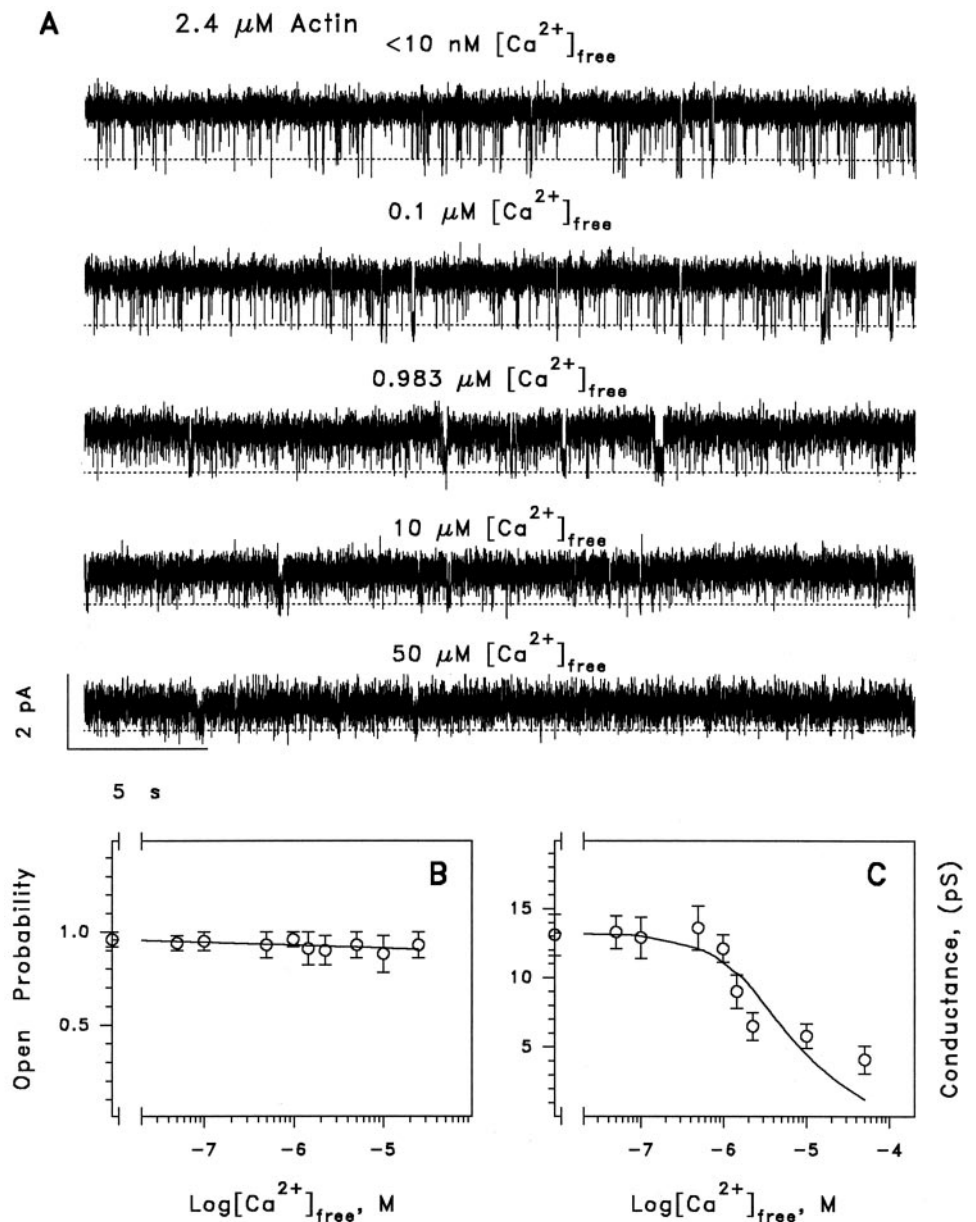 A
2.4 μM Actin
<10 nM [Ca²⁺]free
0.1 μM [Ca²⁺]free
0.983 μM [Ca²⁺]free
10 μM [Ca²⁺]free
50 μM [Ca²⁺]free
2 pA
5 s
B
Open Probability
1.0
0.5
-7
-6
-5
Log[Ca²⁺]free, M
C
Conductance, (pS)
15
10
5
-7
-6
-5
-4
Log[Ca²⁺]free, M